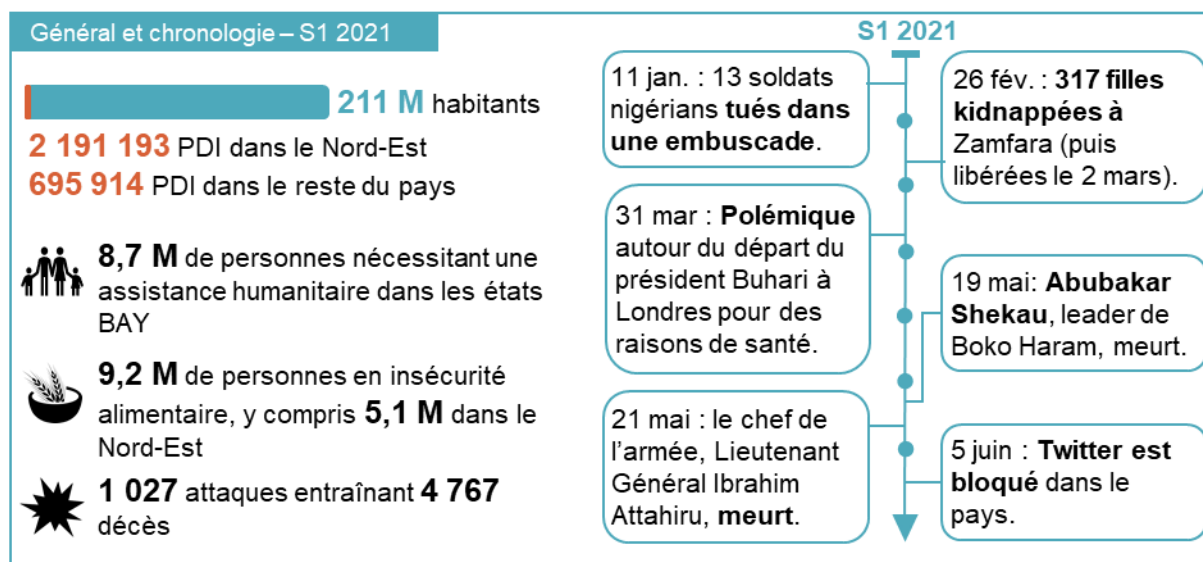 Général et chronologie – S1 2021
211 M habitants
2 191 193 PDI dans le Nord-Est
695 914 PDI dans le reste du pays
8,7 M de personnes nécessitant une
assistance humanitaire dans les états
BAY
9,2 M de personnes en insécurité
alimentaire, y compris 5,1 M dans le
Nord-Est
1 027 attaques entraînant 4 767
décès
S1 2021
11 jan. : 13 soldats
nigérians tués dans
une embuscade.
26 fév. : 317 filles
kidnappées à
Zamfara (puis
libérées le 2 mars).
31 mar : Polémique
autour du départ du
président Buhari à
Londres pour des
raisons de santé.
19 mai: Abubakar
Shekau, leader de
Boko Haram, meurt.
21 mai : le chef de
l'armée, Lieutenant
Général Ibrahim
Attahiru, meurt.
5 juin : Twitter est
bloqué dans le
pays.